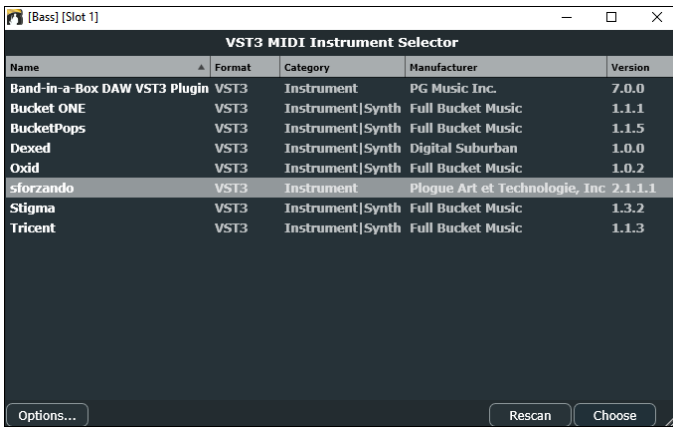 [Bass] [Slot 1]
VST3 MIDI Instrument Selector
Name Format Category Manufacturer Version
Band-in-a-Box DAW VST3 Plugin VST3 Instrument PG Music Inc. 7.0.0
Bucket ONE VST3 Instrument|Synth Full Bucket Music 1.1.1
BucketPops VST3 Instrument|Synth Full Bucket Music 1.1.5
Dexed VST3 Instrument|Synth Digital Suburban 1.0.0
Oxid VST3 Instrument|Synth Full Bucket Music 1.0.2
sforzando VST3 Instrument Plogue Art et Technologie, Inc 2.1.1.1
Stigma VST3 Instrument|Synth Full Bucket Music 1.3.2
Tricent VST3 Instrument|Synth Full Bucket Music 1.1.3
Options... Rescan Choose